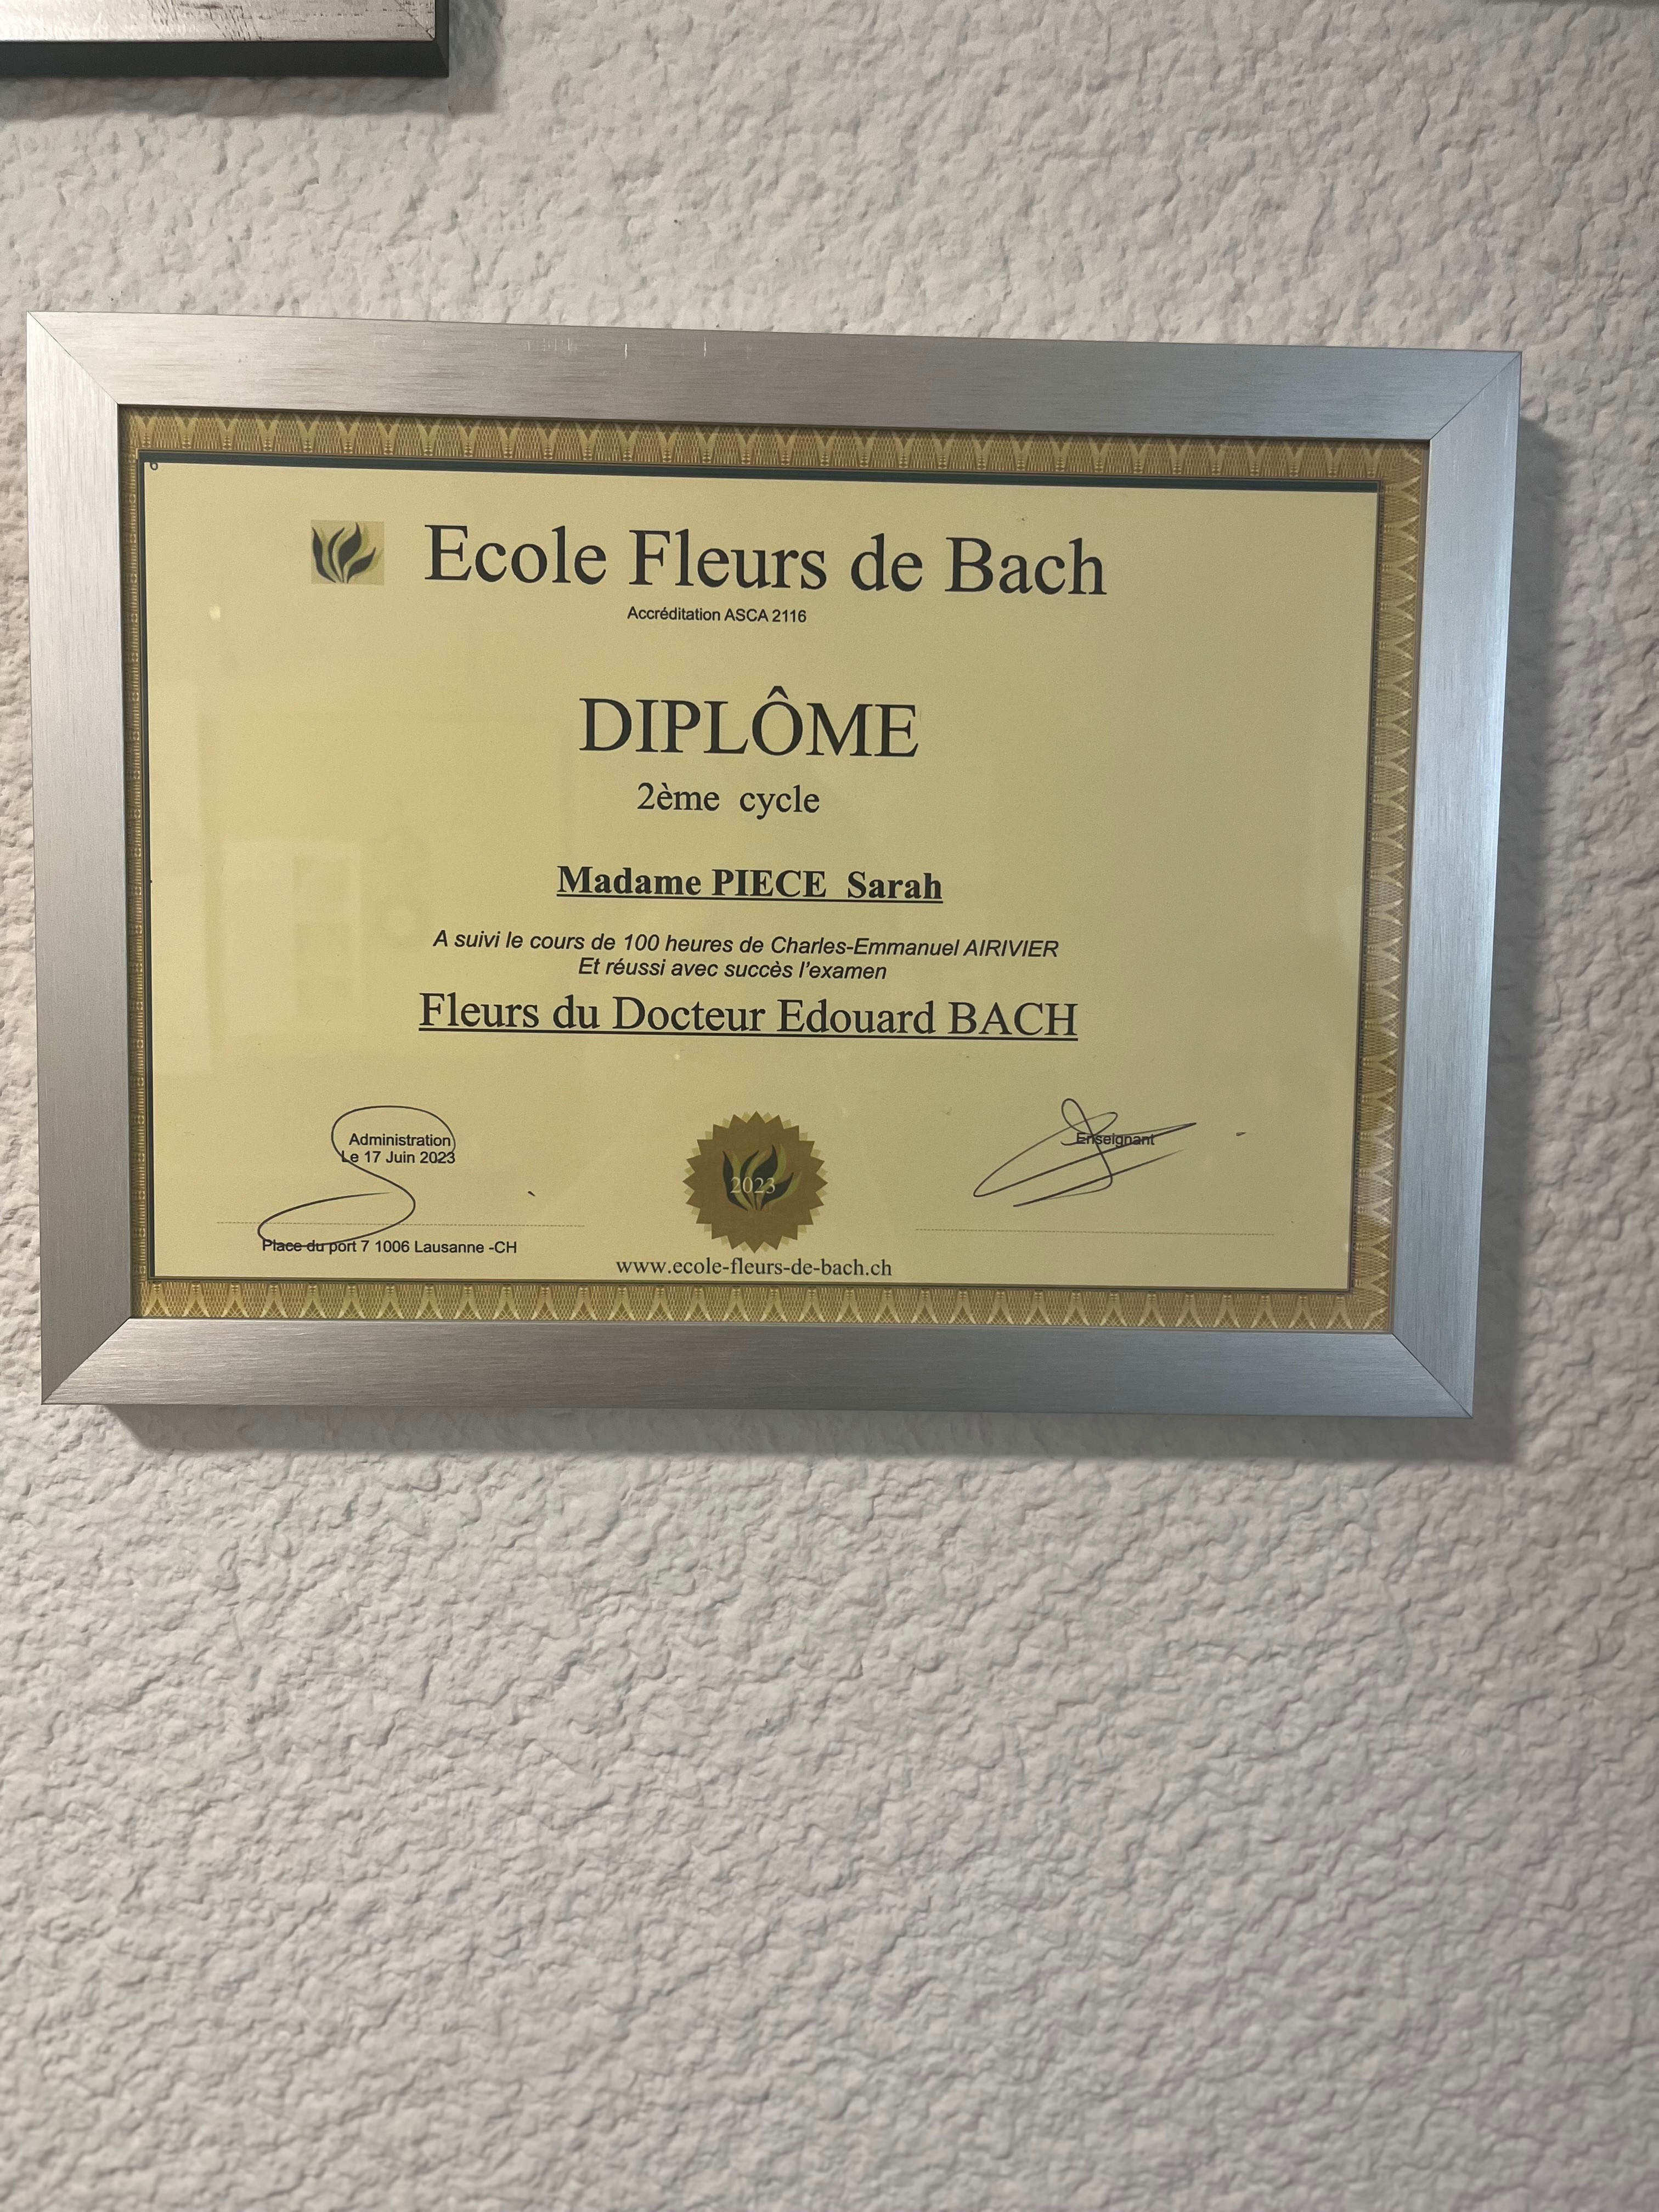 Ecole Fleurs de Bach
Accréditation ASCA 2116
DIPLÔME
2ème cycle
Madame PIECE Sarah
A suivi le cours de 100 heures de Charles-Emmanuel AIRIVIER
Et réussi avec succès l'examen
Fleurs du Docteur Edouard BACH
Administration
Le 17 Juin 2023
Enseignant
2023
Place du port 7 1006 Lausanne -CH
www.ecole-fleurs-de-bach.ch